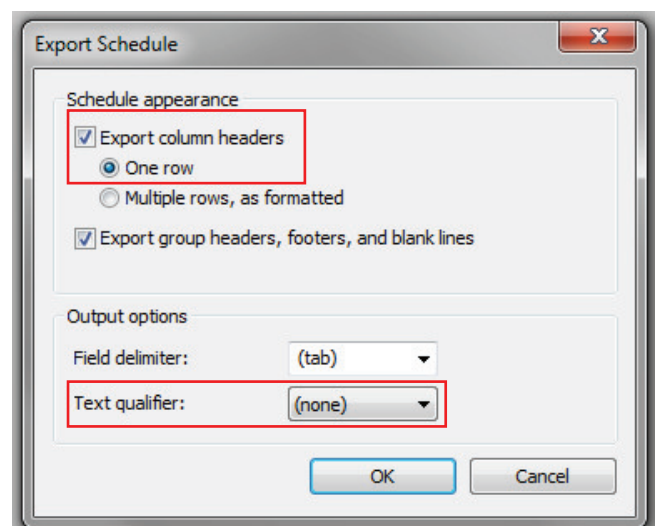 Export Schedule
Schedule appearance
Export column headers
One row
Multiple rows, as formatted
Export group headers, footers, and blank lines
Output options
Field delimiter: (tab)
Text qualifier: (none)
OK Cancel